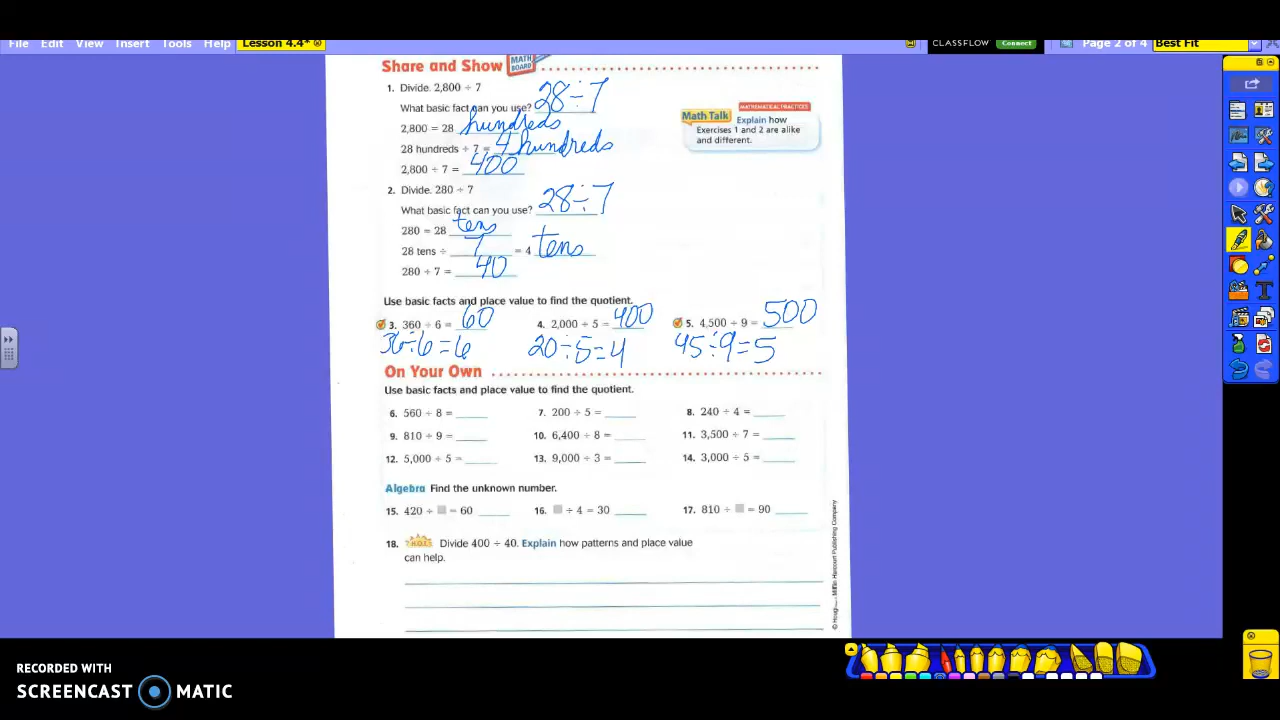 File Edit View Insert Tools Help Lesson 4.4* CLASSFLOW Connect Page 2 of 4 Best Fit
Share and Show MATH BOARD
1. Divide. 2,800 ÷ 7
What basic fact can you use? 28÷7
2,800 = 28 hundreds
28 hundreds ÷ 7 = 4 hundreds
2,800 ÷ 7 = 400
MATHEMATICAL PRACTICES
Math Talk Explain how
Exercises 1 and 2 are alike
and different.
2. Divide. 280 ÷ 7
What basic fact can you use? 28÷7
280 = 28 tens
28 tens ÷ 7 = 4 tens
280 ÷ 7 = 40
Use basic facts and place value to find the quotient.
3. 360 ÷ 6 = 60 4. 2,000 ÷ 5 = 400 5. 4,500 ÷ 9 = 500
36÷6=6 20÷5=4 45÷9=5
On Your Own
Use basic facts and place value to find the quotient.
6. 560 ÷ 8 = 7. 200 ÷ 5 = 8. 240 ÷ 4 =
9. 810 ÷ 9 = 10. 6,400 ÷ 8 = 11. 3,500 ÷ 7 =
12. 5,000 ÷ 5 = 13. 9,000 ÷ 3 = 14. 3,000 ÷ 5 =
Algebra Find the unknown number.
15. 420 ÷ ■ = 60 16. ■ ÷ 4 = 30 17. 810 ÷ ■ = 90
18. H.O.T. Divide 400 ÷ 40. Explain how patterns and place value
can help.
Mifflin Harcourt Publishing Company
RECORDED WITH
SCREENCAST MATIC